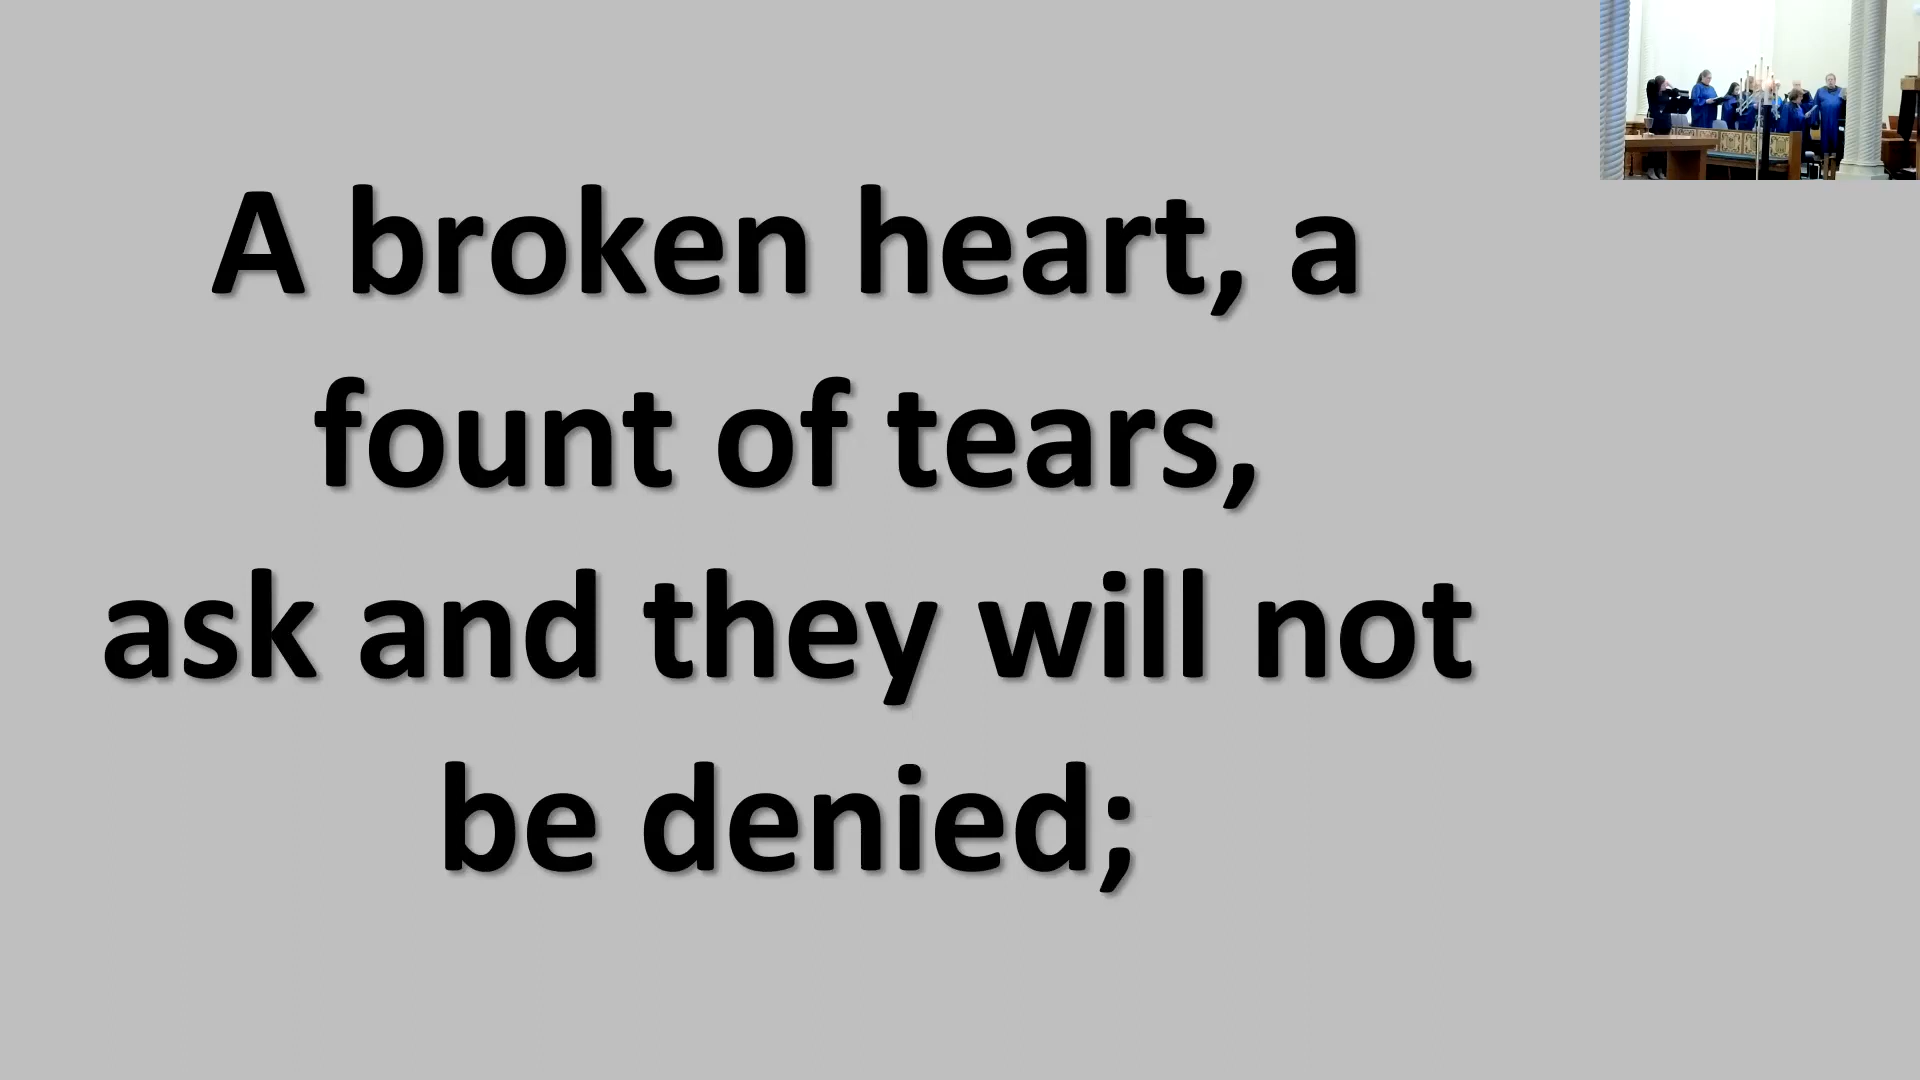 A broken heart, a
fount of tears,
ask and they will not
be denied;